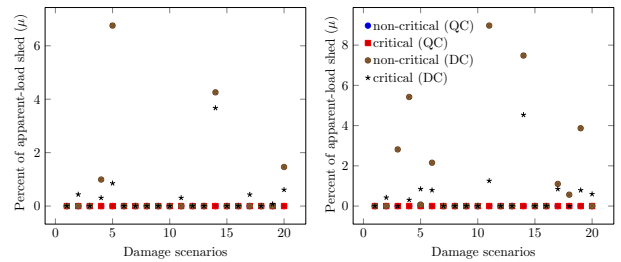 Percent of apparent-load shed (μ)
6
4
2
0
0
5
10
15
20
Damage scenarios
Percent of apparent-load shed (μ)
8
6
4
2
0
0
5
10
15
20
Damage scenarios
non-critical (QC)
critical (QC)
non-critical (DC)
critical (DC)